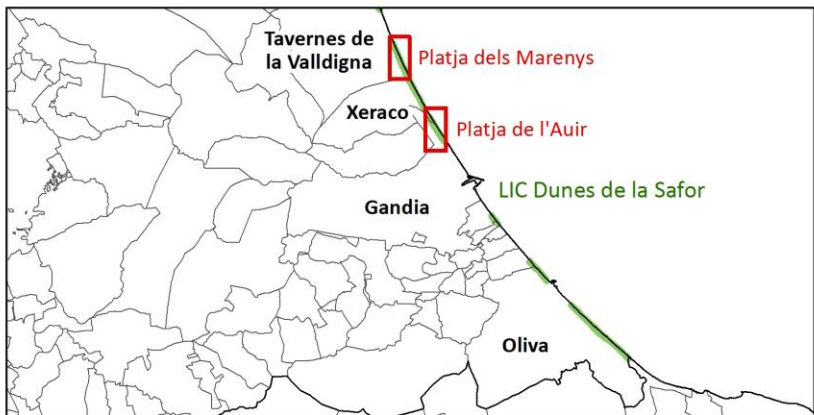 Tavernes de
la Valldigna
Platja dels Marenys
Xeraco
Platja de l'Auir
LIC Dunes de la Safor
Gandia
Oliva